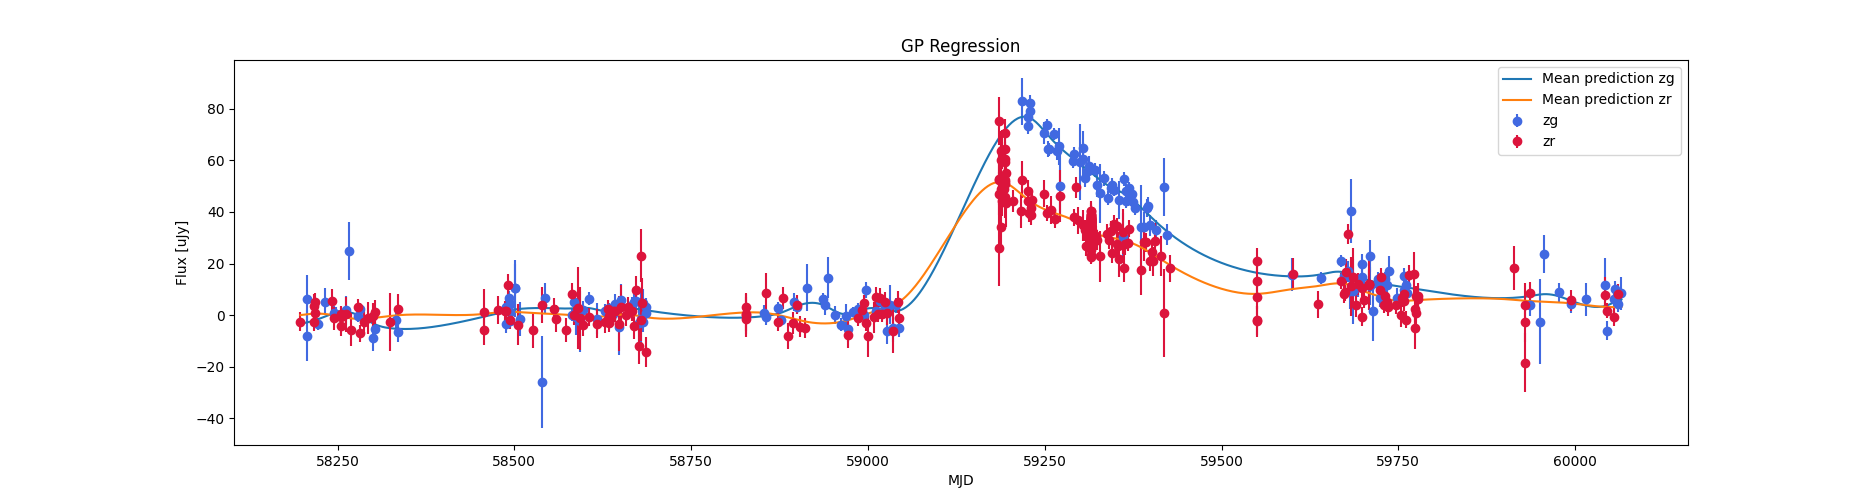 GP Regression
Flux [uJy]
80
60
40
20
0
−20
−40
58250 58500 58750 59000 59250 59500 59750 60000
MJD
Mean prediction zg
Mean prediction zr
zg
zr